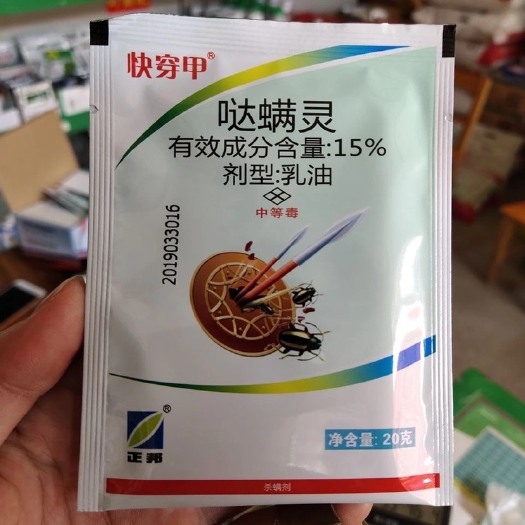 快穿甲®
哒螨灵
有效成分含量:15%
剂型:乳油
中等毒
2019033016
®
正邦
净含量: 20克
杀螨剂